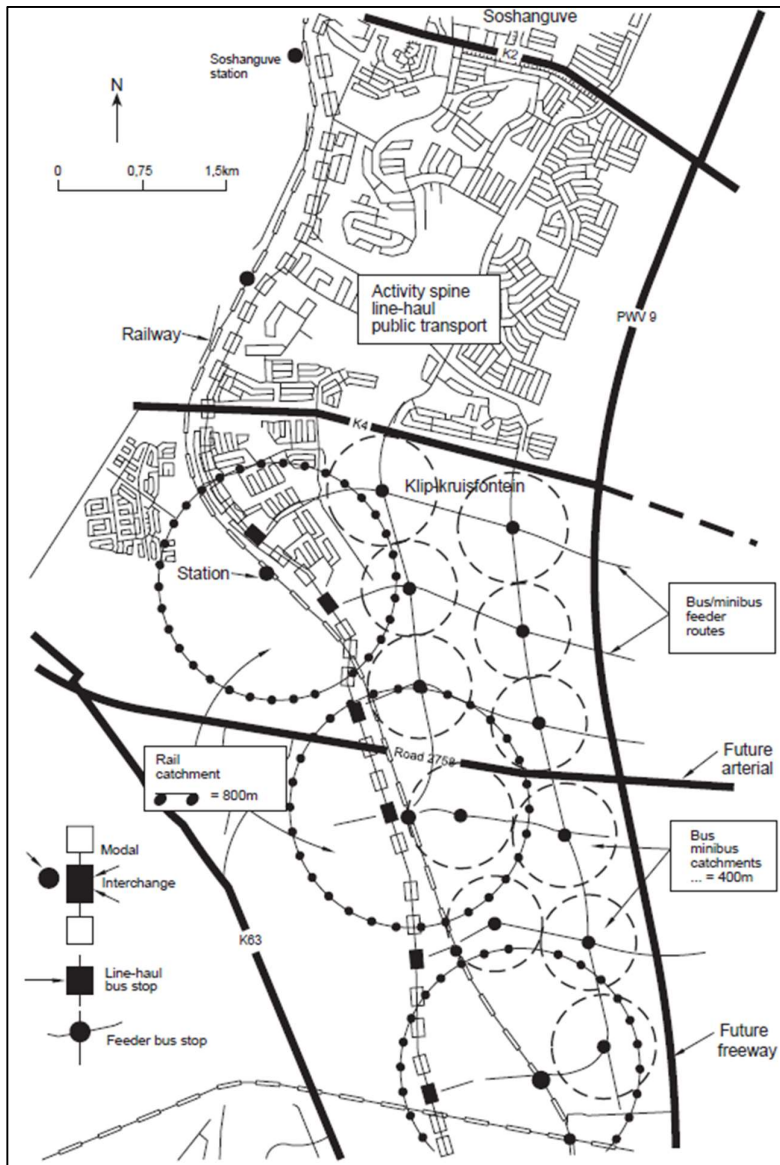 Soshanguve
K2
Soshanguve
station
N
0
0,75
1,5km
Activity spine
line-haul
public transport
PWV 9
Railway
K4
Klip-kruisfontein
Station
Bus/minibus
feeder
routes
Rail
catchment
= 800m
Road 2758
Future
arterial
Bus
minibus
catchments
... = 400m
Modal
Interchange
K63
Line-haul
bus stop
Feeder bus stop
Future
freeway